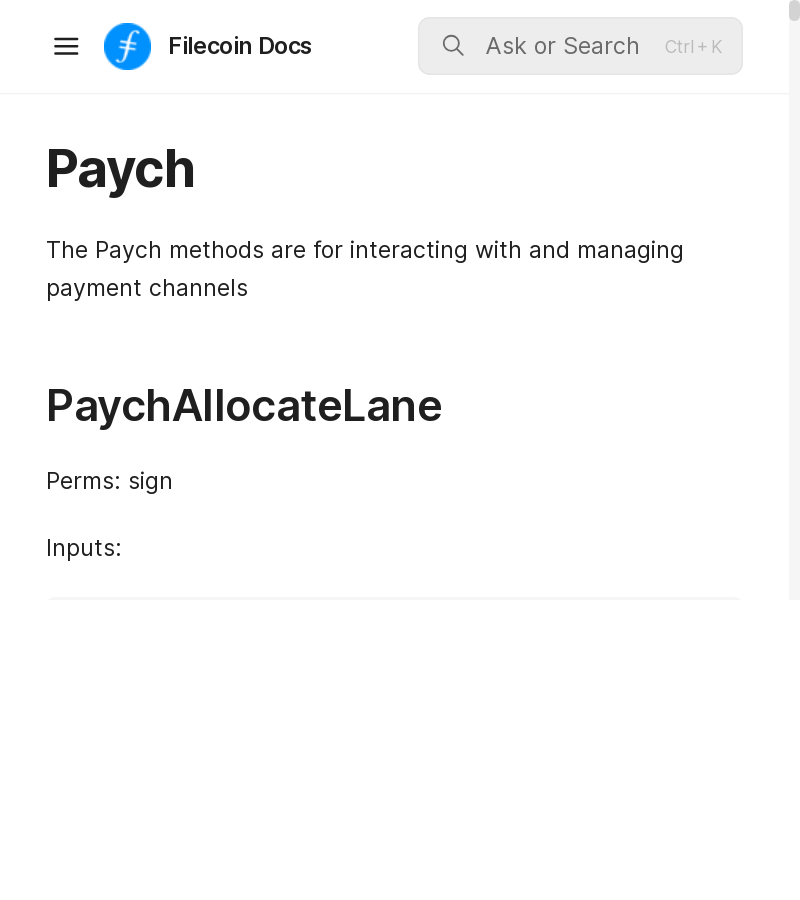 Filecoin Docs
Ask or Search
Ctrl + K
Paych
The Paych methods are for interacting with and managing
payment channels
PaychAllocateLane
Perms: sign
Inputs: